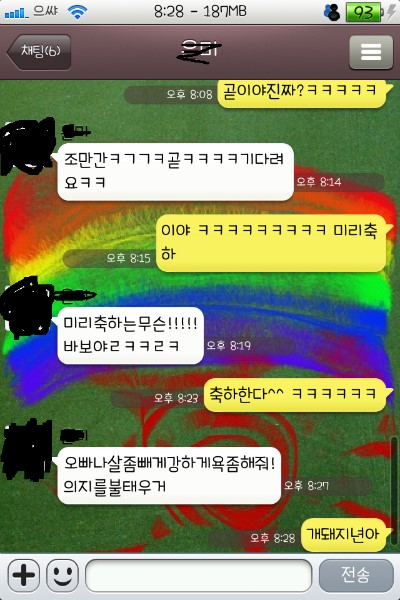 으쌰
8:28 - 187MB
93
채팅(6)
오후 8:08
곧이야진짜?ㅋㅋㅋㅋㅋ
조만간ㅋㄱㄱㅋ곧ㅋㅋㅋㅋ기다려
요ㅋㅋ
오후 8:14
이야 ㅋㅋㅋㅋㅋㅋㅋㅋㅋ 미리축
하
오후 8:15
미리축하는무슨!!!!!
바보야ㄹㅋㅋㄹㅋ
오후 8:19
오후 8:23
축하한다^^ ㅋㅋㅋㅋㅋㅋ
오빠나살좀빼게강하게욕좀해줘!
의지를불태우거
오후 8:27
오후 8:28
개돼지년아
전송